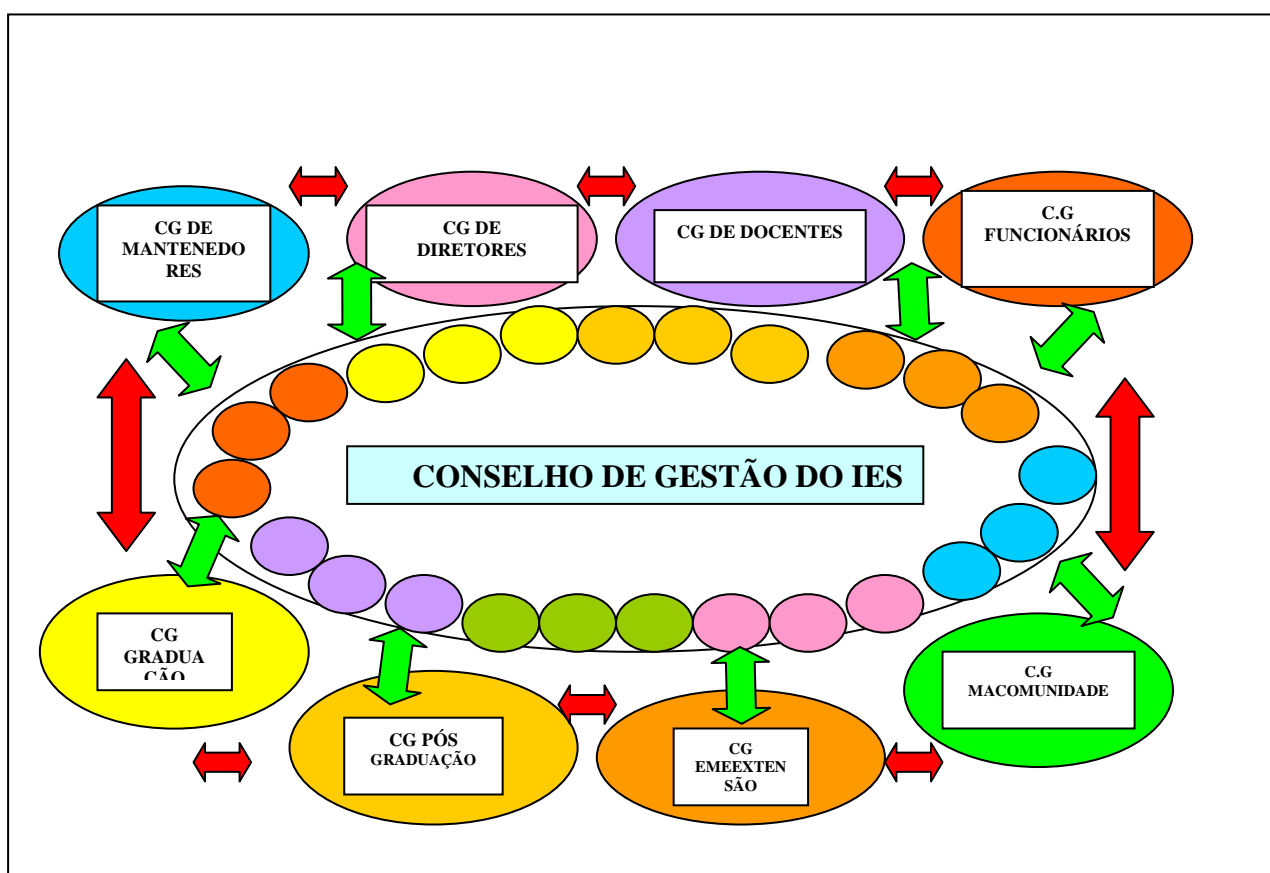 CG DE
MANTENEDO
RES
CG DE
DIRETORES
CG DE DOCENTES
C.G
FUNCIONÁRIOS
CONSELHO DE GESTÃO DO IES
CG
GRADUA
ÇÃO
CG PÓS
GRADUAÇÃO
CG
EMEEXTEN
SÃO
C.G
MACOMUNIDADE